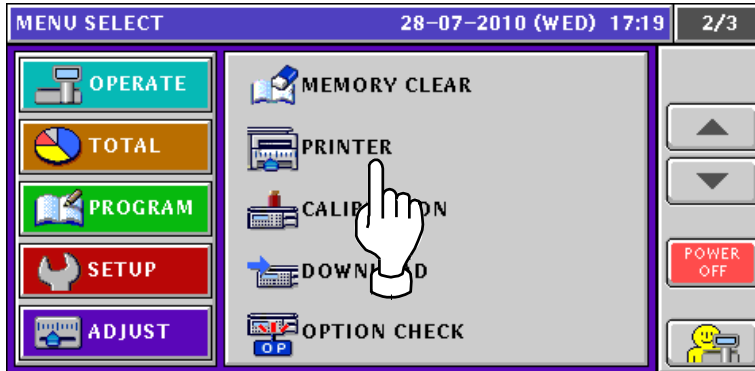 MENU SELECT 28-07-2010 (WED) 17:19 2/3
OPERATE
TOTAL
PROGRAM
SETUP
ADJUST
MEMORY CLEAR
PRINTER
OPTION CHECK
OP
POWER
OFF